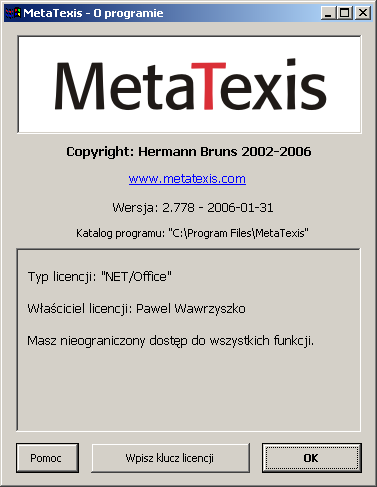 MetaTexis - O programie
MetaTexis
Copyright: Hermann Bruns 2002-2006
www.metatexis.com
Wersja: 2.778 - 2006-01-31
Katalog programu: "C:\Program Files\MetaTexis"
Typ licencji: "NET/Office"
Właściciel licencji: Pawel Wawrzyszko
Masz nieograniczony dostęp do wszystkich funkcji.
Pomoc
Wpisz klucz licencji
OK